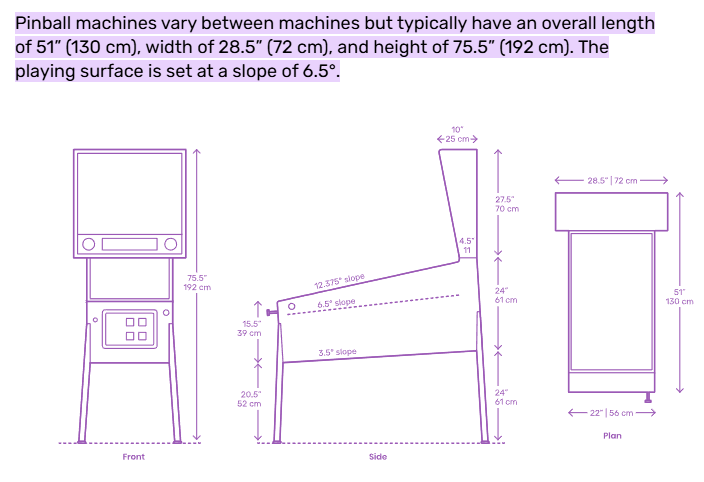 Pinball machines vary between machines but typically have an overall length
of 51” (130 cm), width of 28.5” (72 cm), and height of 75.5” (192 cm). The
playing surface is set at a slope of 6.5°.
10"
25 cm
28.5" | 72 cm
27.5"
70 cm
4.5"
11
75.5"
192 cm
12.375° slope
6.5° slope
24"
61 cm
51"
130 cm
15.5"
39 cm
3.5° slope
20.5"
52 cm
24"
61 cm
22" | 56 cm
Plan
Front
Side